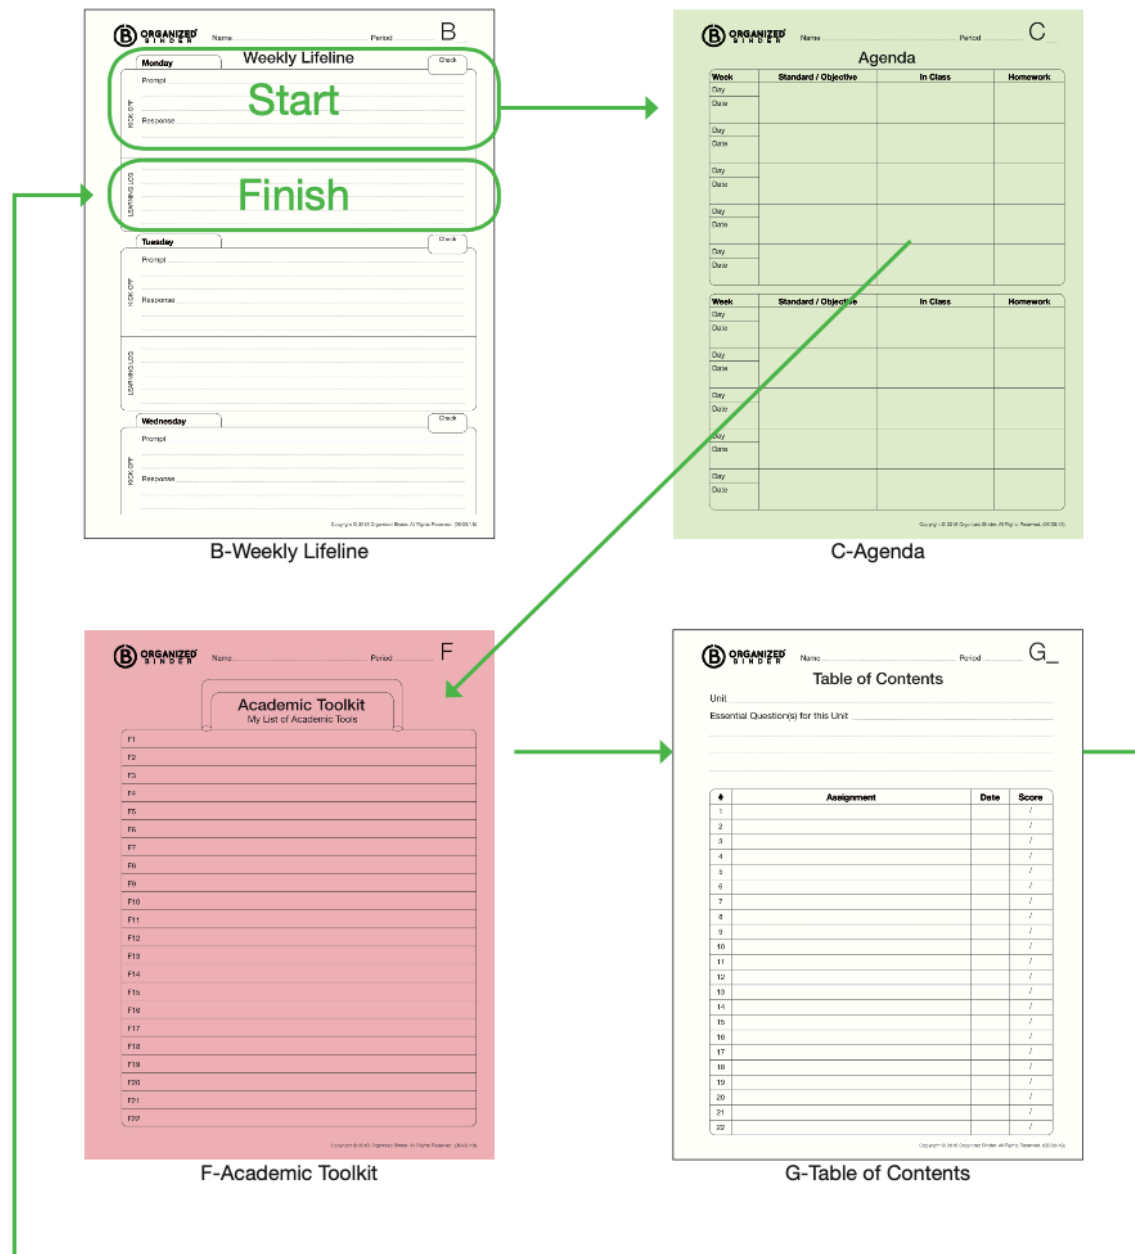 ORGANIZED
BINDER
Name
Period
B
Weekly Lifeline
Monday
Check
Prompt
Start
KICK-OFF
Response
LEARNING LOG
Finish
Tuesday
Check
Prompt
KICK-OFF
Response
LEARNING LOG
Wednesday
Check
Prompt
KICK-OFF
Response
B-Weekly Lifeline
ORGANIZED
BINDER
Name
Period
C
Agenda
Week Standard / Objective In Class Homework
Day
Date
Day
Date
Day
Date
Day
Date
Day
Date
Week Standard / Objective In Class Homework
Day
Date
Day
Date
Day
Date
Day
Date
Day
Date
C-Agenda
ORGANIZED
BINDER
Name
Period
F
Academic Toolkit
My List of Academic Tools
F1
F2
F3
F4
F5
F6
F7
F8
F9
F10
F11
F12
F13
F14
F15
F16
F17
F18
F19
F20
F21
F22
F-Academic Toolkit
ORGANIZED
BINDER
Name
Period
G_
Table of Contents
Unit
Essential Question(s) for this Unit
# Assignment Date Score
1 /
2 /
3 /
4 /
5 /
6 /
7 /
8 /
9 /
10 /
11 /
12 /
13 /
14 /
15 /
16 /
17 /
18 /
19 /
20 /
21 /
22 /
G-Table of Contents